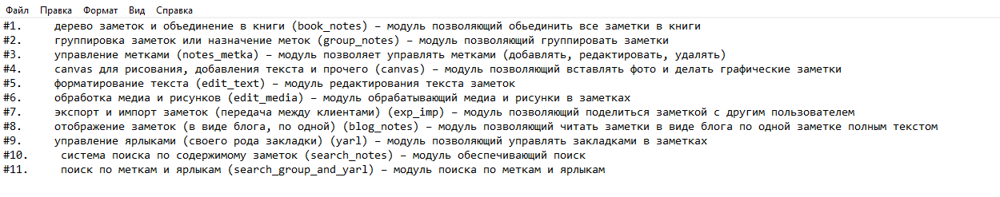 Файл Правка Формат Вид Справка
#1. дерево заметок и объединение в книги (book_notes) – модуль позволяющий обьединить все заметки в книги
#2. группировка заметок или назначение меток (group_notes) – модуль позволяющий группировать заметки
#3. управление метками (notes_metka) – модуль позволяет управлять метками (добавлять, редактировать, удалять)
#4. canvas для рисования, добавления текста и прочего (canvas) – модуль позволяющий вставлять фото и делать графические заметки
#5. форматирование текста (edit_text) – модуль редактирования текста заметок
#6. обработка медиа и рисунков (edit_media) – модуль обрабатывающий медиа и рисунки в заметках
#7. экспорт и импорт заметок (передача между клиентами) (exp_imp) – модуль позволяющий поделиться заметкой с другим пользователем
#8. отображение заметок (в виде блога, по одной) (blog_notes) – модуль позволяющий читать заметки в виде блога по одной заметке полным текстом
#9. управление ярлыками (своего рода закладки) (yarl) – модуль позволяющий управлять закладками в заметках
#10. система поиска по содержимому заметок (search_notes) – модуль обеспечивающий поиск
#11. поиск по меткам и ярлыкам (search_group_and_yarl) – модуль поиска по меткам и ярлыкам